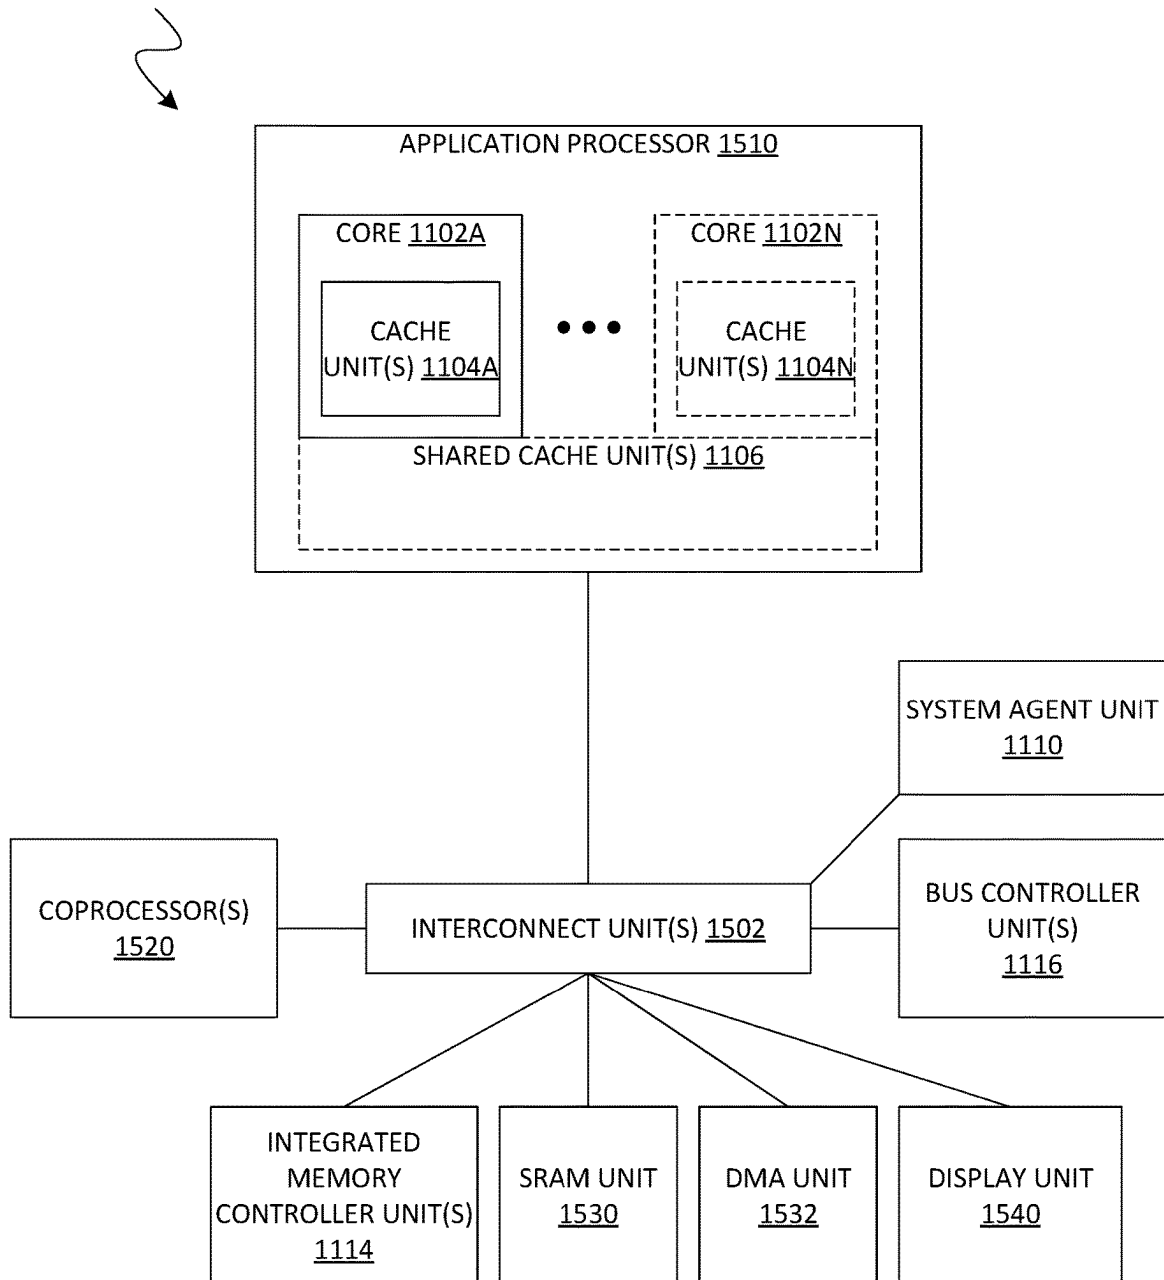 APPLICATION PROCESSOR 1510
CORE 1102A
CORE 1102N
CACHE
UNIT(S) 1104A
CACHE
UNIT(S) 1104N
SHARED CACHE UNIT(S) 1106
SYSTEM AGENT UNIT
1110
COPROCESSOR(S)
1520
INTERCONNECT UNIT(S) 1502
BUS CONTROLLER
UNIT(S)
1116
INTEGRATED
MEMORY
CONTROLLER UNIT(S)
1114
SRAM UNIT
1530
DMA UNIT
1532
DISPLAY UNIT
1540